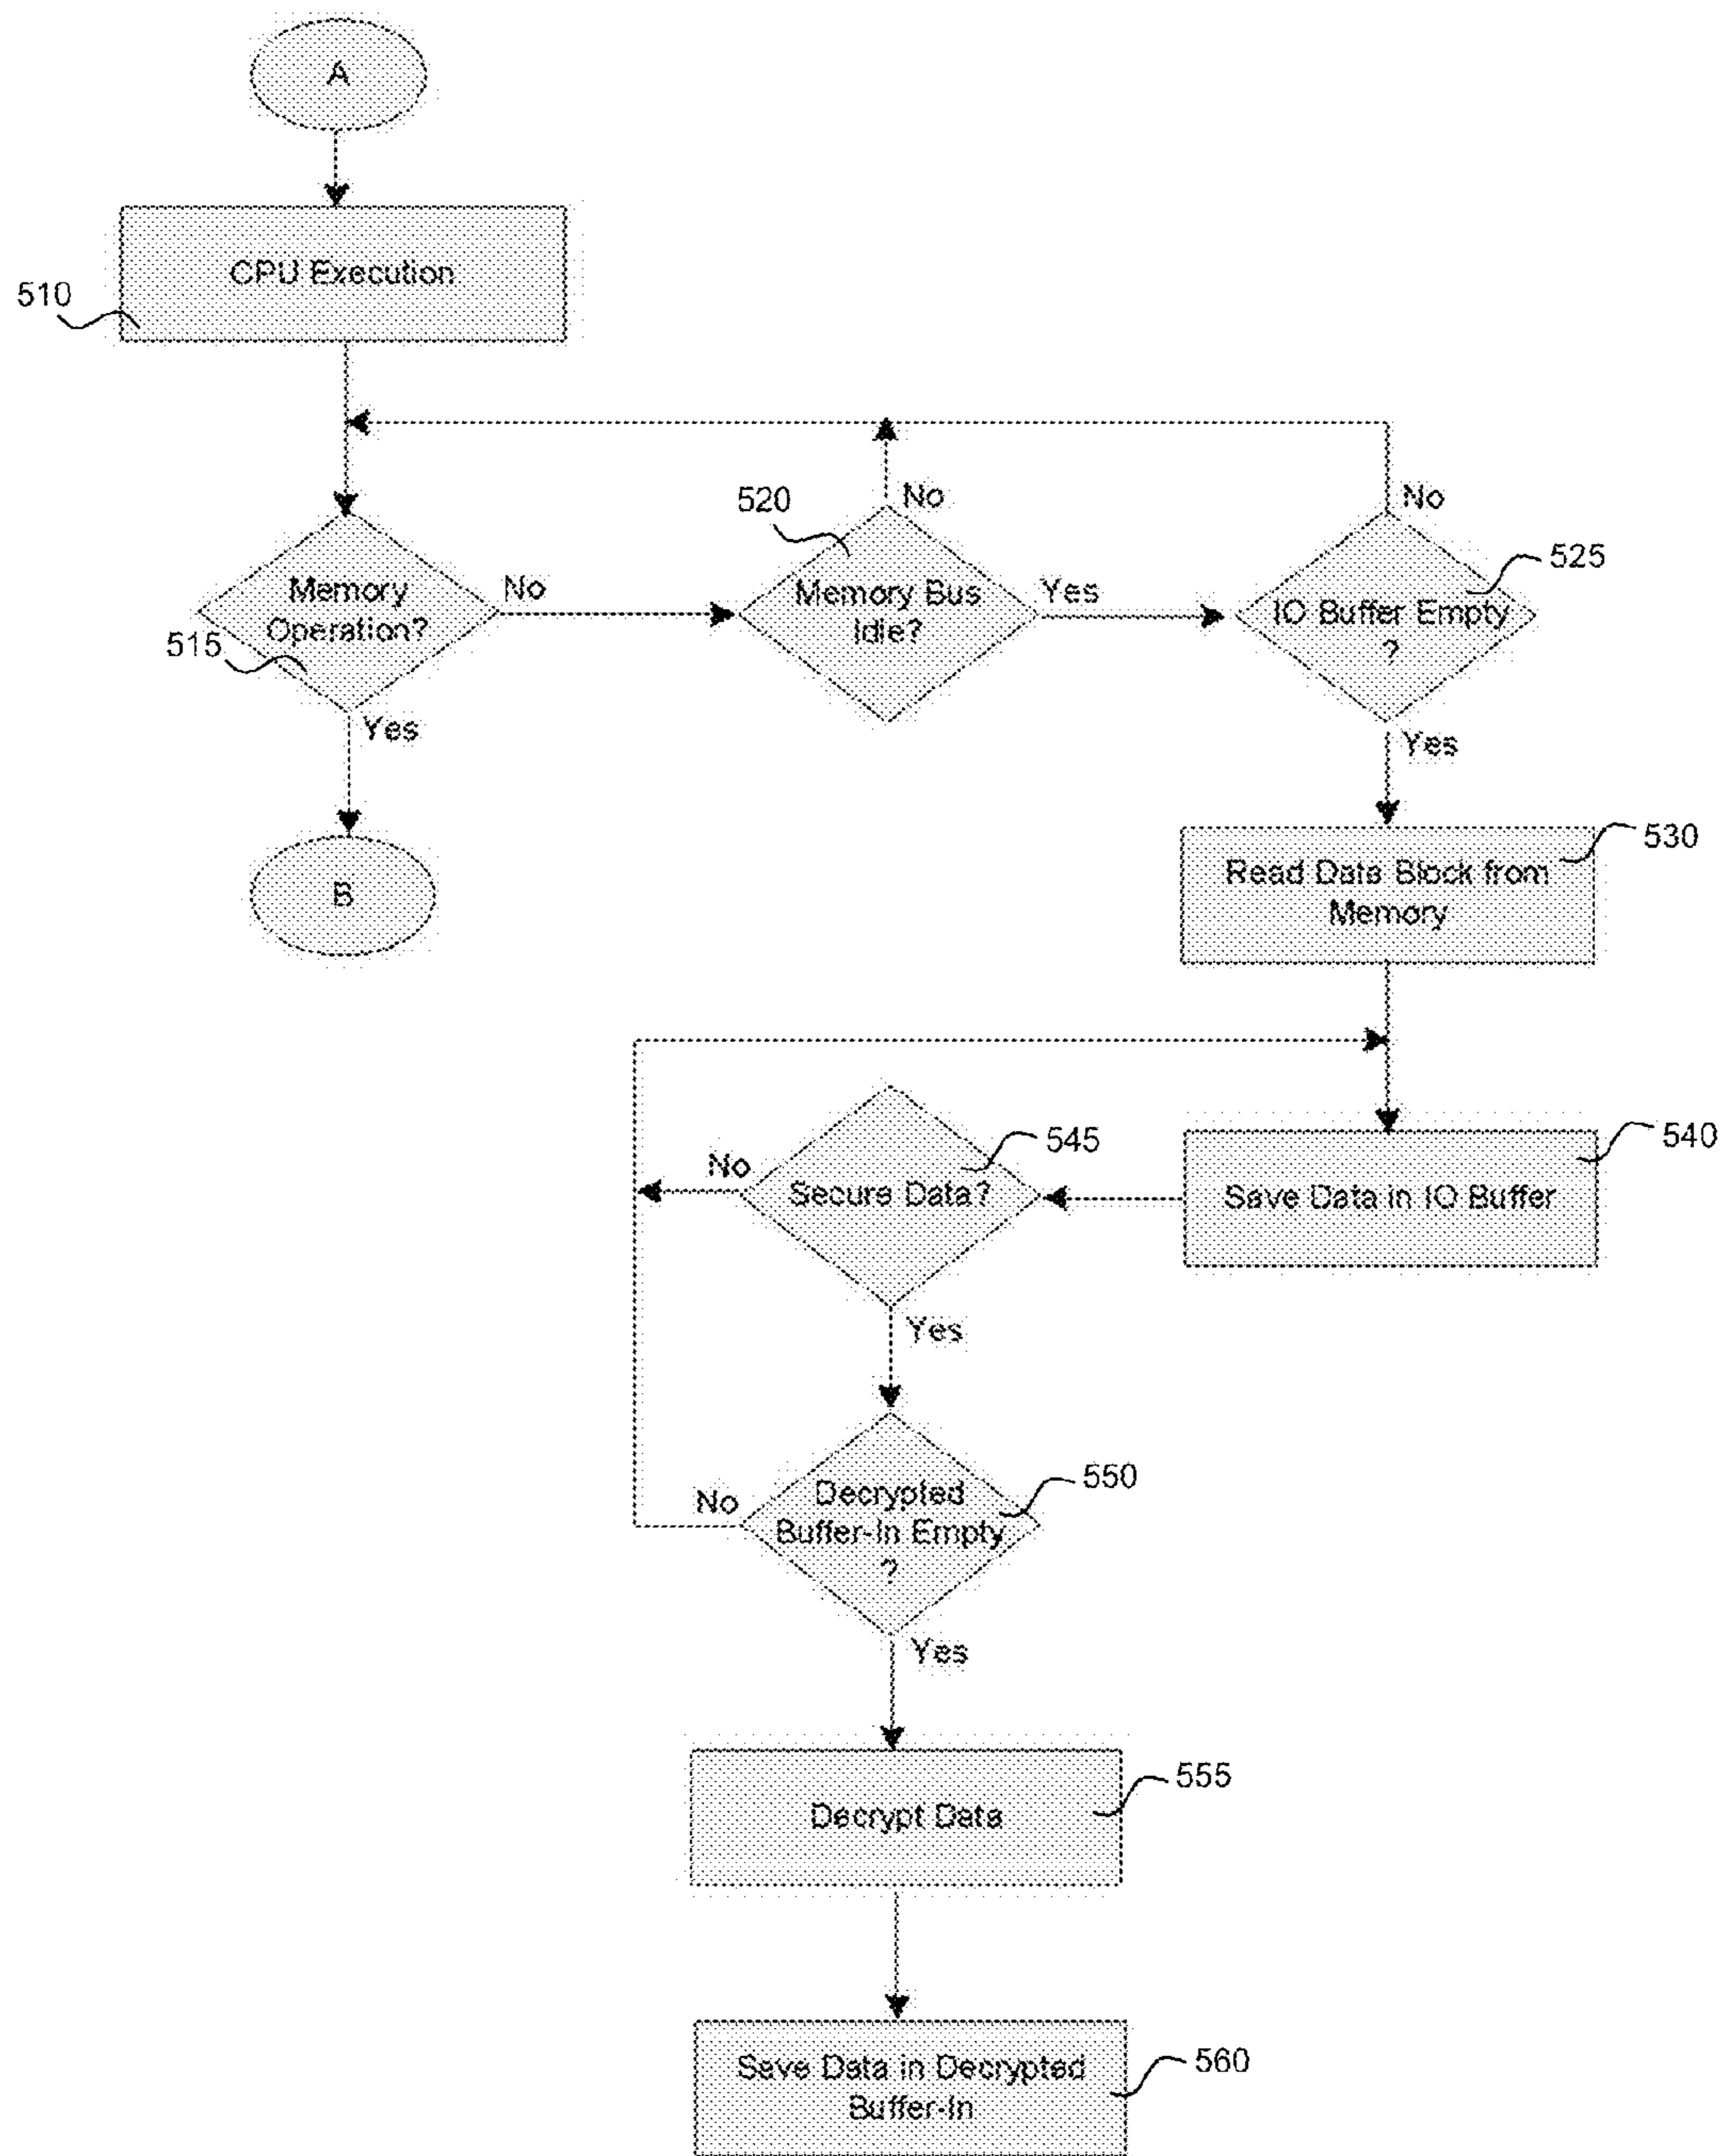 A
CPU Execution
510
No
No
520
525
Memory
Operation?
No
Memory Bus
Idle?
Yes
IO Buffer Empty
?
515
Yes
Yes
530
B
Read Data Block from
Memory
545
540
No
Secure Data?
Save Data in IO Buffer
Yes
550
No
Decrypted
Buffer-In Empty
?
Yes
555
Decrypt Data
560
Save Data in Decrypted
Buffer-In